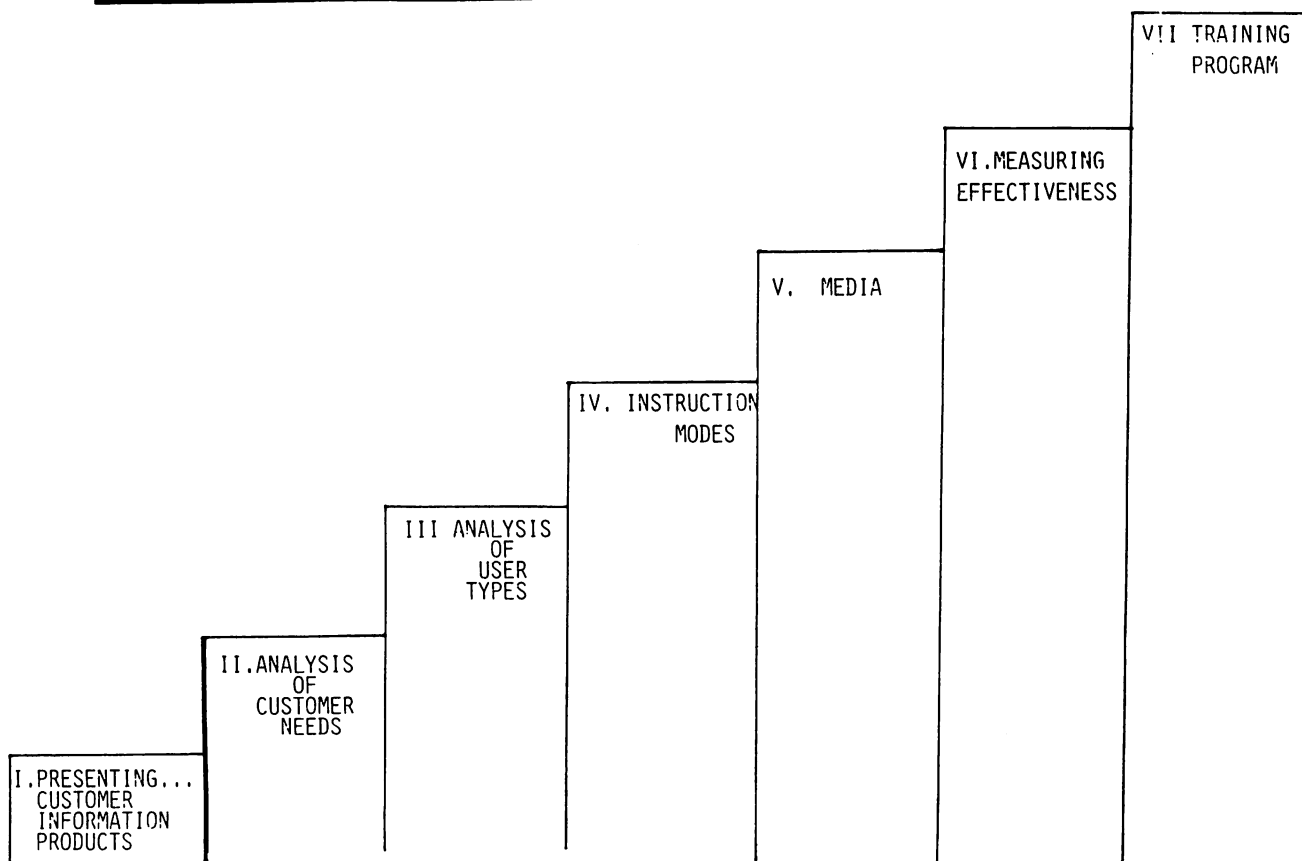 VII TRAINING
PROGRAM
VI.MEASURING
EFFECTIVENESS
V. MEDIA
IV. INSTRUCTION
MODES
III ANALYSIS
OF
USER
TYPES
II.ANALYSIS
OF
CUSTOMER
NEEDS
I.PRESENTING...
CUSTOMER
INFORMATION
PRODUCTS